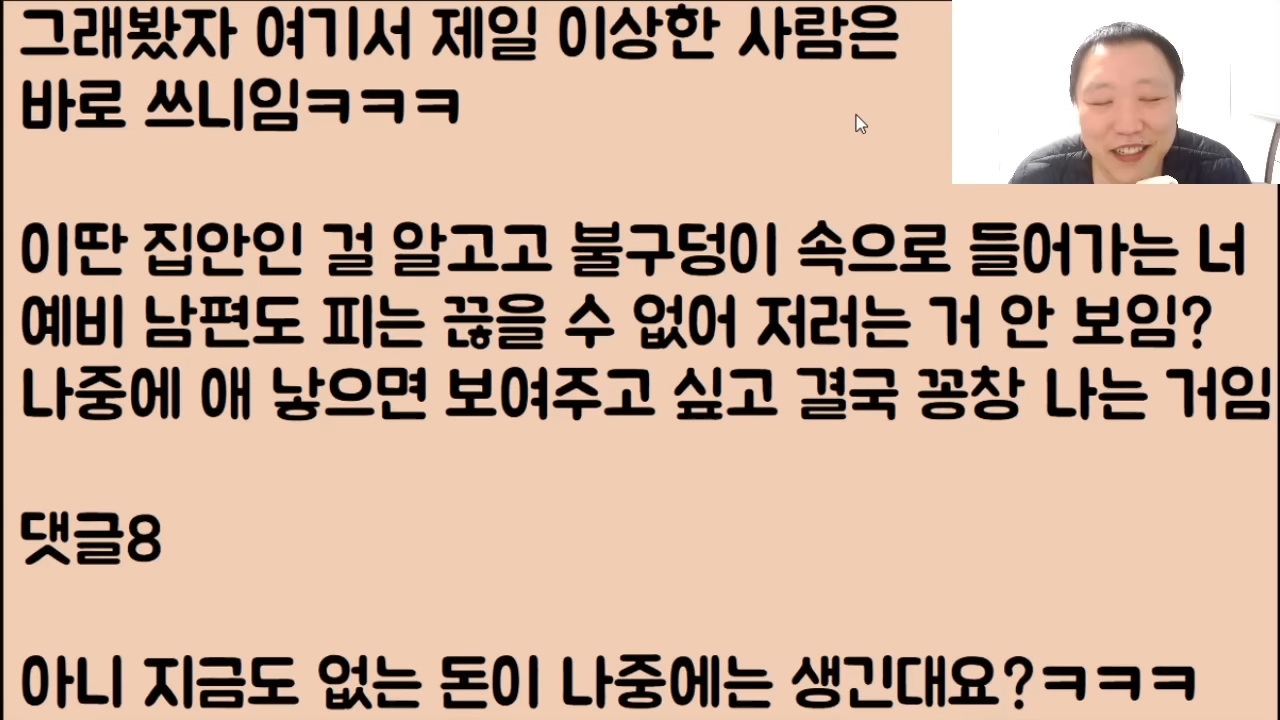 그래봤자 여기서 제일 이상한 사람은
바로 쓰니임ㅋㅋㅋ
이딴 집안인 걸 알고고 불구덩이 속으로 들어가는 너
예비 남편도 피는 끊을 수 없어 저러는 거 안 보임?
나중에 애 낳으면 보여주고 싶고 결국 꽁창 나는 거임
댓글8
아니 지금도 없는 돈이 나중에는 생긴대요?ㅋㅋㅋ